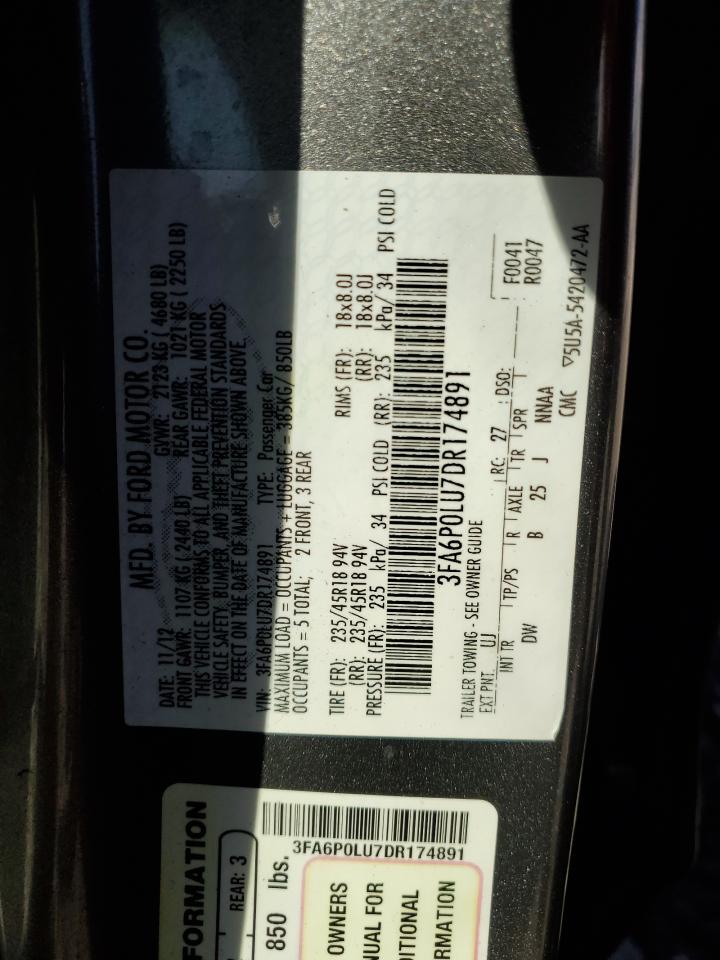 MFD. BY FORD MOTOR CO.
DATE: 11/12 GVWR: 2123 KG ( 4680 LB)
FRONT GAWR: 1107 KG ( 2440 LB) REAR GAWR: 1021 KG ( 2250 LB)
THIS VEHICLE CONFORMS TO ALL APPLICABLE FEDERAL MOTOR
VEHICLE SAFETY, BUMPER, AND THEFT PREVENTION STANDARDS
IN EFFECT ON THE DATE OF MANUFACTURE SHOWN ABOVE.
VIN: 3FA6P0LU7DR174891 TYPE: Passenger Car
MAXIMUM LOAD = OCCUPANTS + LUGGAGE = 385KG/ 850LB
OCCUPANTS = 5 TOTAL; 2 FRONT, 3 REAR
TIRE (FR): 235/45R18 94V RIMS (FR): 18x8.0J
(RR): 235/45R18 94V (RR): 18x8.0J
PRESSURE (FR): 235 kPa/ 34 PSI COLD (RR): 235 kPa/ 34 PSI COLD
3FA6P0LU7DR174891
TRAILER TOWING - SEE OWNER GUIDE
EXT PNT: UJ RC: 27 DSO: F0041
INT TR TP/PS R AXLE TR SPR R0047
DW B 25 J NNAA
CMC ▽5U5A-5420472-AA
FORMATION
REAR: 3
850 lbs.
3FA6P0LU7DR174891
OWNERS
NUAL FOR
DITIONAL
RMATION